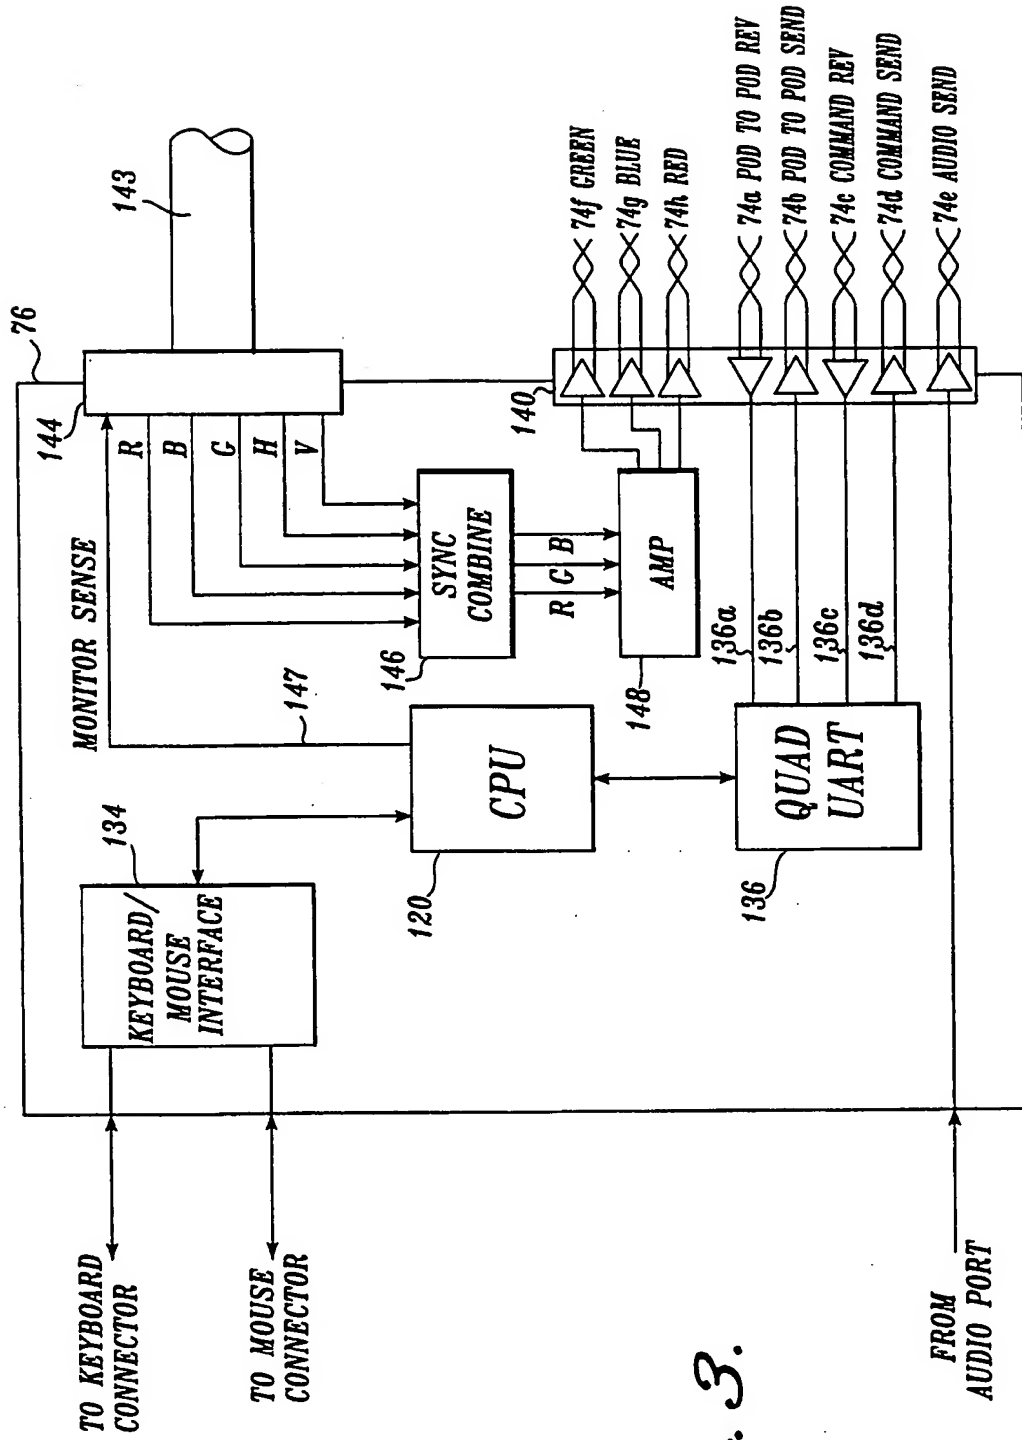 TO KEYBOARD
CONNECTOR
TO MOUSE
CONNECTOR
FROM
AUDIO PORT
134
KEYBOARD/
MOUSE
INTERFACE
MONITOR SENSE
147
120
CPU
136
QUAD
UART
76
144
143
R
B
G
H
V
146
SYNC
COMBINE
R
G
B
148
AMP
136a
136b
136c
136d
140
74f GREEN
74g BLUE
74h RED
74a POD TO POD REV
74b POD TO POD SEND
74c COMMAND REV
74d COMMAND SEND
74e AUDIO SEND
. 3.